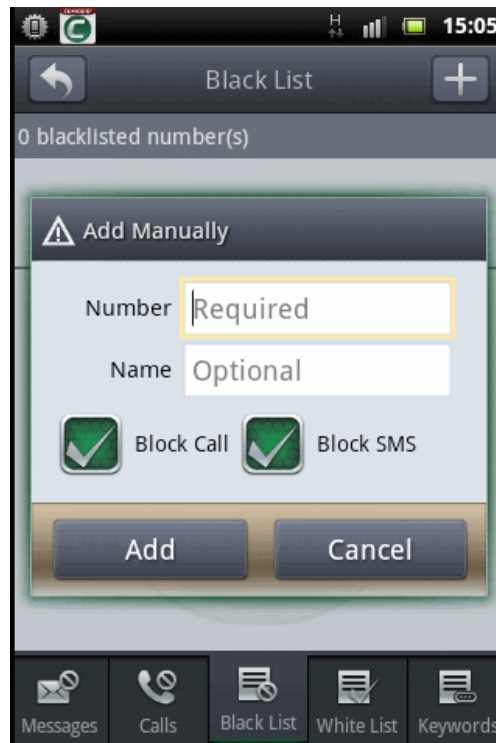 H 15:05
Black List
0 blacklisted number(s)
Add Manually
Number Required
Name Optional
Block Call Block SMS
Add Cancel
Messages Calls Black List White List Keywords